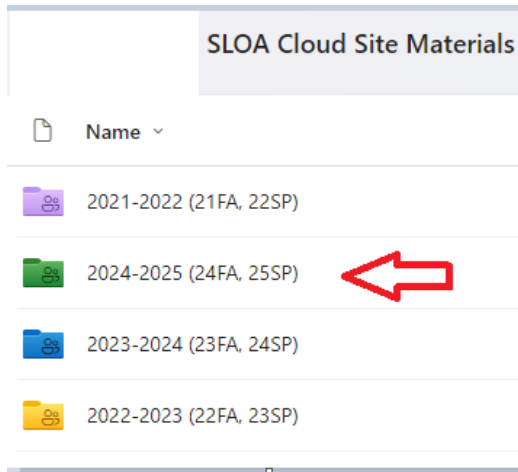 SLOA Cloud Site Materials
Name
2021-2022 (21FA, 22SP)
2024-2025 (24FA, 25SP)
2023-2024 (23FA, 24SP)
2022-2023 (22FA, 23SP)